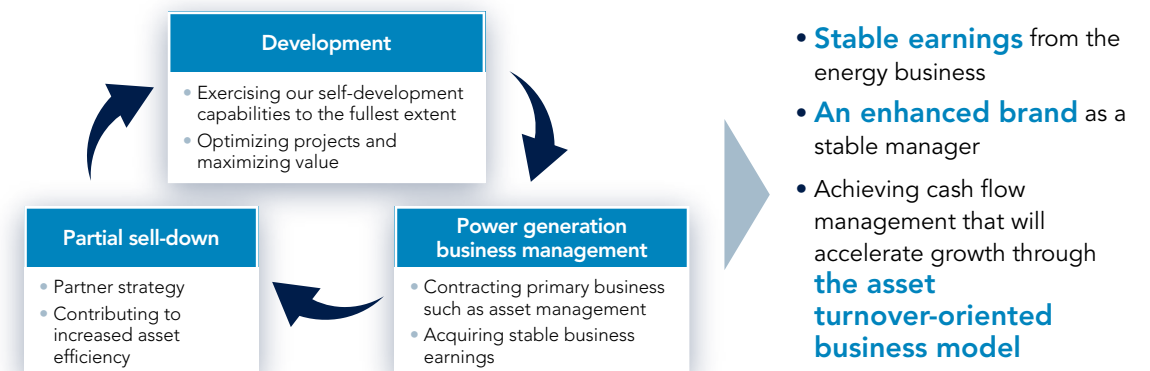 Development
• Exercising our self-development
capabilities to the fullest extent
• Optimizing projects and
maximizing value
Partial sell-down
• Partner strategy
• Contributing to
increased asset
efficiency
Power generation
business management
• Contracting primary business
such as asset management
• Acquiring stable business
earnings
• Stable earnings from the
energy business
• An enhanced brand as a
stable manager
• Achieving cash flow
management that will
accelerate growth through
the asset
turnover-oriented
business model